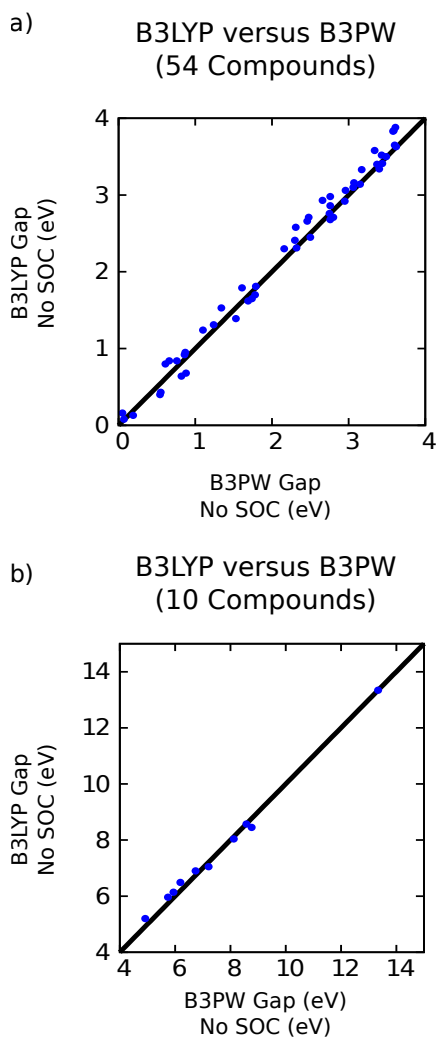 a)
B3LYP versus B3PW
(54 Compounds)
4
3
2
1
0
B3LYP Gap
No SOC (eV)
0 1 2 3 4
B3PW Gap
No SOC (eV)
b)
B3LYP versus B3PW
(10 Compounds)
14
12
10
8
6
4
B3LYP Gap
No SOC (eV)
4 6 8 10 12 14
B3PW Gap (eV)
No SOC (eV)